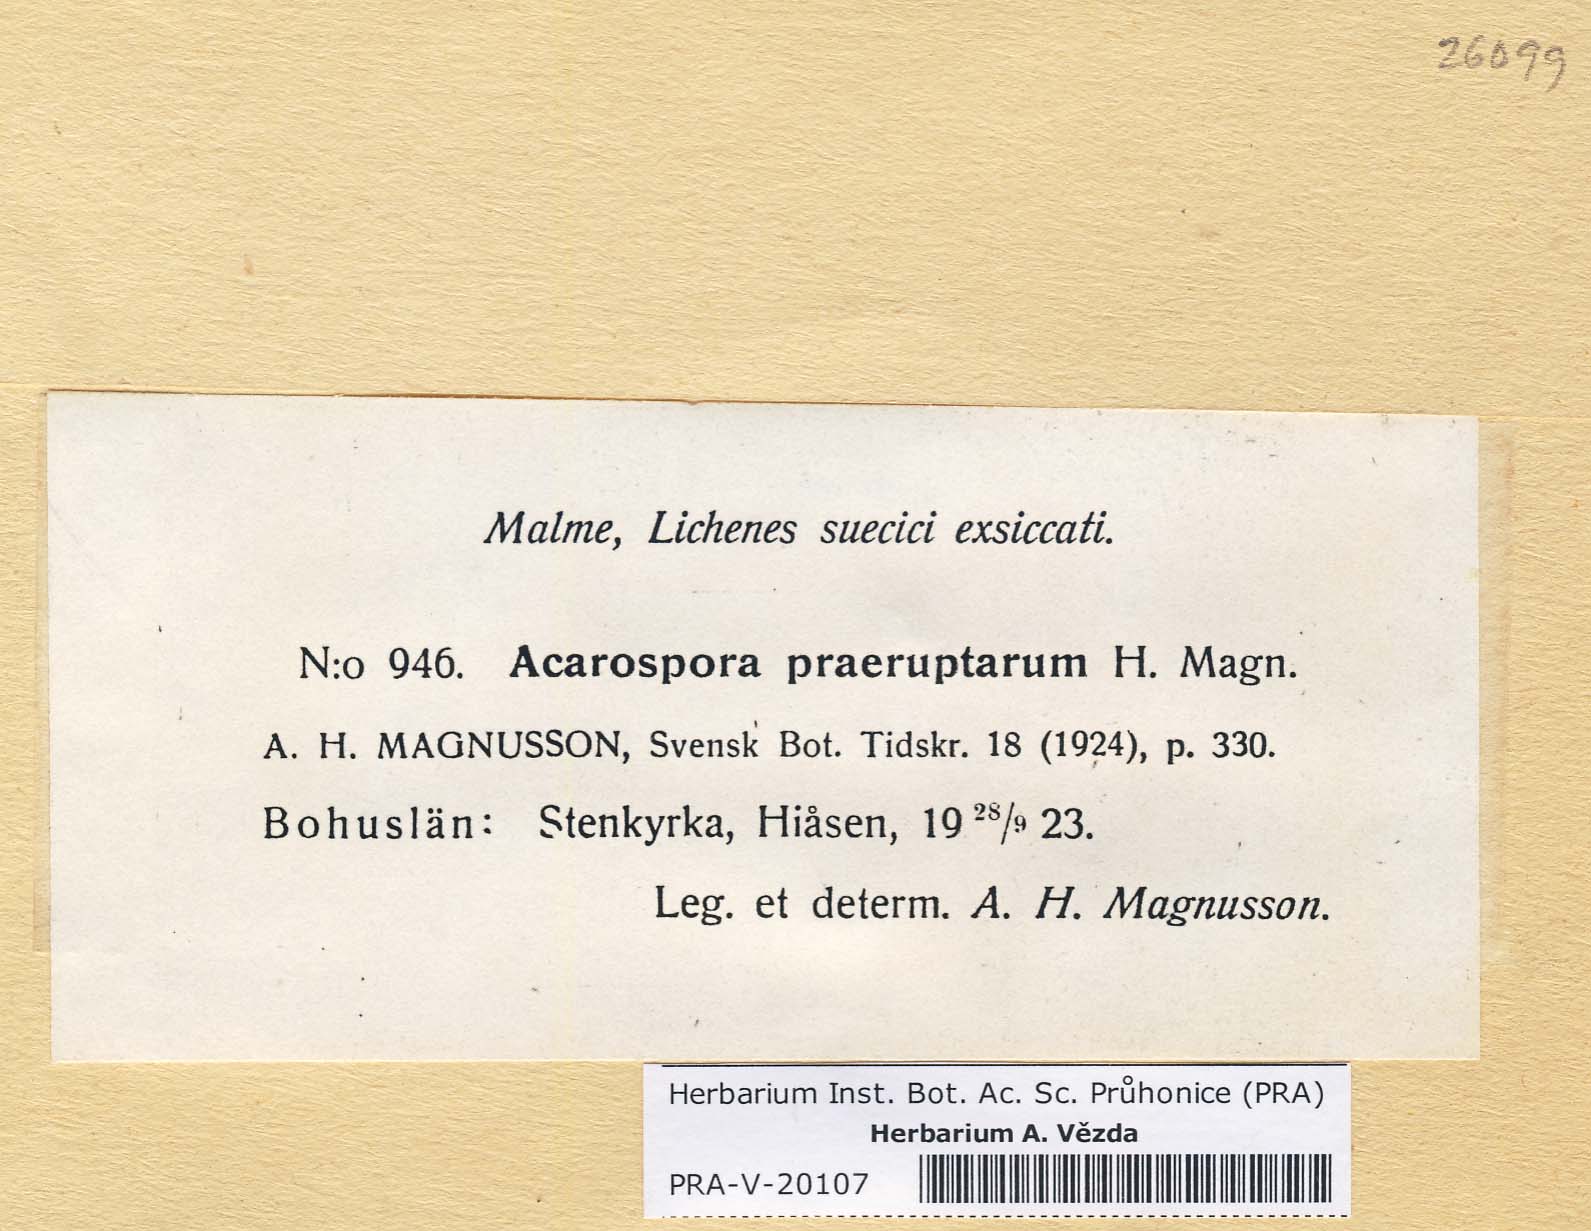 26099
Malme, Lichenes suecici exsiccati.
N:o 946. Acarospora praeruptarum H. Magn.
A. H. MAGNUSSON, Svensk Bot. Tidskr. 18 (1924), p. 330.
Bohuslän: Stenkyrka, Hiåsen, 19 28/9 23.
Leg. et determ. A. H. Magnusson.
Herbarium Inst. Bot. Ac. Sc. Průhonice (PRA)
Herbarium A. Vězda
PRA-V-20107